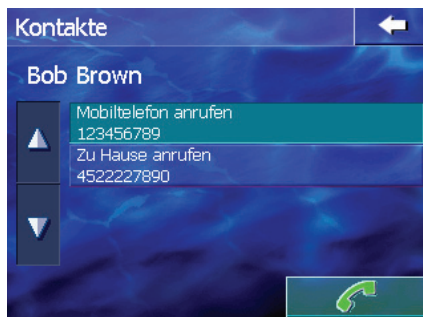 Kontakte
Bob Brown
Mobiltelefon anrufen
123456789
Zu Hause anrufen
4522227890